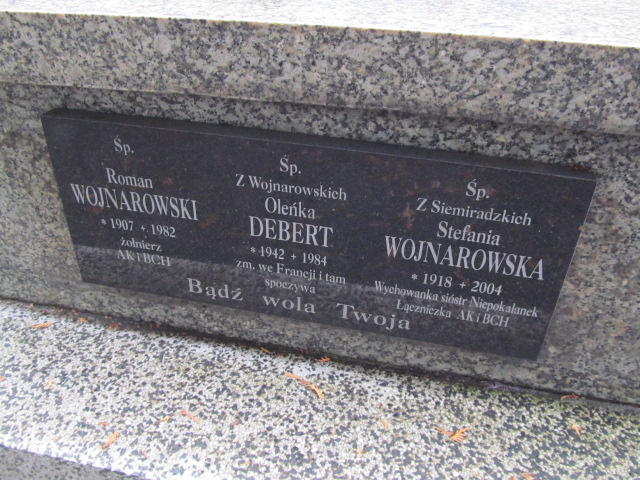 Śp.
Roman
WOJNAROWSKI
* 1907 + 1982
żołnierz
AK i BCH
Śp.
Z Wojnarowskich
Oleńka
DEBERT
* 1942 + 1984
zm. we Francji i tam
spoczywa
Śp.
Z Siemiradzkich
Stefania
WOJNAROWSKA
* 1918 + 2004
Wychowanka sióstr Niepokalanek
Łączniczka AK i BCH
Bądź wola Twoja